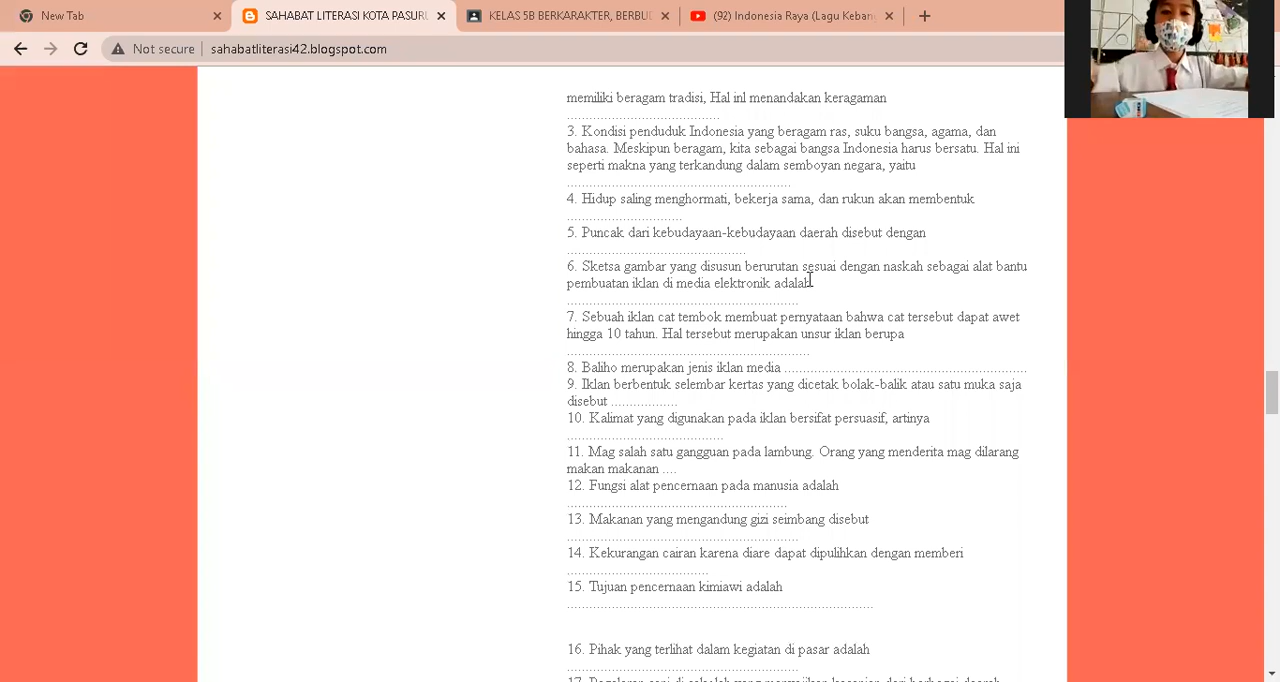 New Tab
SAHABAT LITERASI KOTA PASURU
KELAS 5B BERKARAKTER, BERBUD
(92) Indonesia Raya (Lagu Kebang
Not secure
sahabatliterasi42.blogspot.com
memiliki beragam tradisi, Hal inl menandakan keragaman
..................................................
3. Kondisi penduduk Indonesia yang beragam ras, suku bangsa, agama, dan
bahasa. Meskipun beragam, kita sebagai bangsa Indonesia harus bersatu. Hal ini
seperti makna yang terkandung dalam semboyan negara, yaitu
..........................................................................
4. Hidup saling menghormati, bekerja sama, dan rukun akan membentuk
......................................
5. Puncak dari kebudayaan-kebudayaan daerah disebut dengan
...........................................................
6. Sketsa gambar yang disusun berurutan sesuai dengan naskah sebagai alat bantu
pembuatan iklan di media elektronik adalah
.............................................................................
7. Sebuah iklan cat tembok membuat pernyataan bahwa cat tersebut dapat awet
hingga 10 tahun. Hal tersebut merupakan unsur iklan berupa
................................................................................
8. Baliho merupakan jenis iklan media ................................................................................
9. Iklan berbentuk selembar kertas yang dicetak bolak-balik atau satu muka saja
disebut ......................
10. Kalimat yang digunakan pada iklan bersifat persuasif, artinya
....................................................
11. Mag salah satu gangguan pada lambung. Orang yang menderita mag dilarang
makan makanan ....
12. Fungsi alat pencernaan pada manusia adalah
.........................................................................
13. Makanan yang mengandung gizi seimbang disebut
.............................................................................
14. Kekurangan cairan karena diare dapat dipulihkan dengan memberi
...............................................
15. Tujuan pencernaan kimiawi adalah
......................................................................................................
16. Pihak yang terlihat dalam kegiatan di pasar adalah
.............................................................................